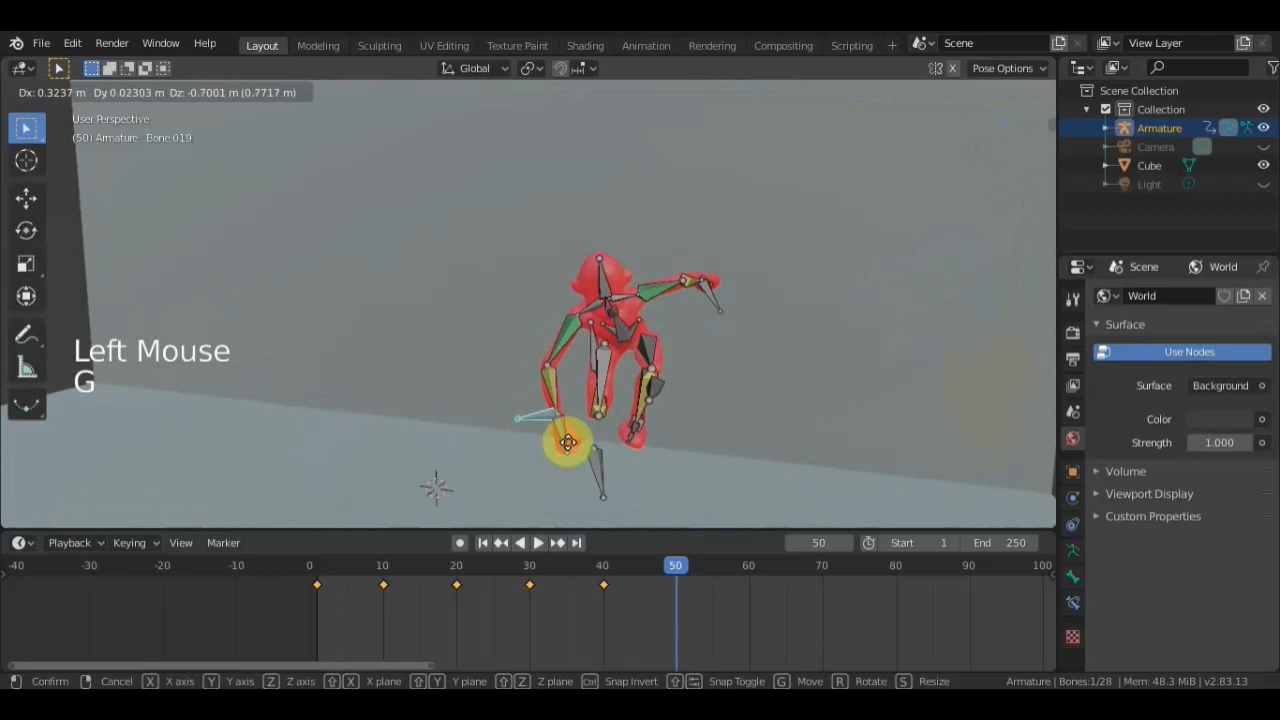 File Edit Render Window Help Layout Modeling Sculpting UV Editing Texture Paint Shading Animation Rendering Compositing Scripting + Scene View Layer
Global Pose Options
Dx: 0.3237 m Dy 0.02303 m Dz: -0.7001 m (0.7717 m)
User Perspective
(50) Armature : Bone.019
Scene Collection
Collection
Armature
Camera
Cube
Light
Scene World
World
Surface
Use Nodes
Surface Background
Color
Strength 1.000
Volume
Viewport Display
Custom Properties
Left Mouse
G
Playback Keying View Marker 50 Start 1 End 250
-40 -30 -20 -10 0 10 20 30 40 50 60 70 80 90 100
Confirm Cancel X X axis Y Y axis Z Z axis X X plane Y Y plane Z Z plane Ctrl Snap Invert Snap Toggle G Move R Rotate S Resize Armature | Bones:1/28 | Mem: 48.3 MiB | v2.83.13